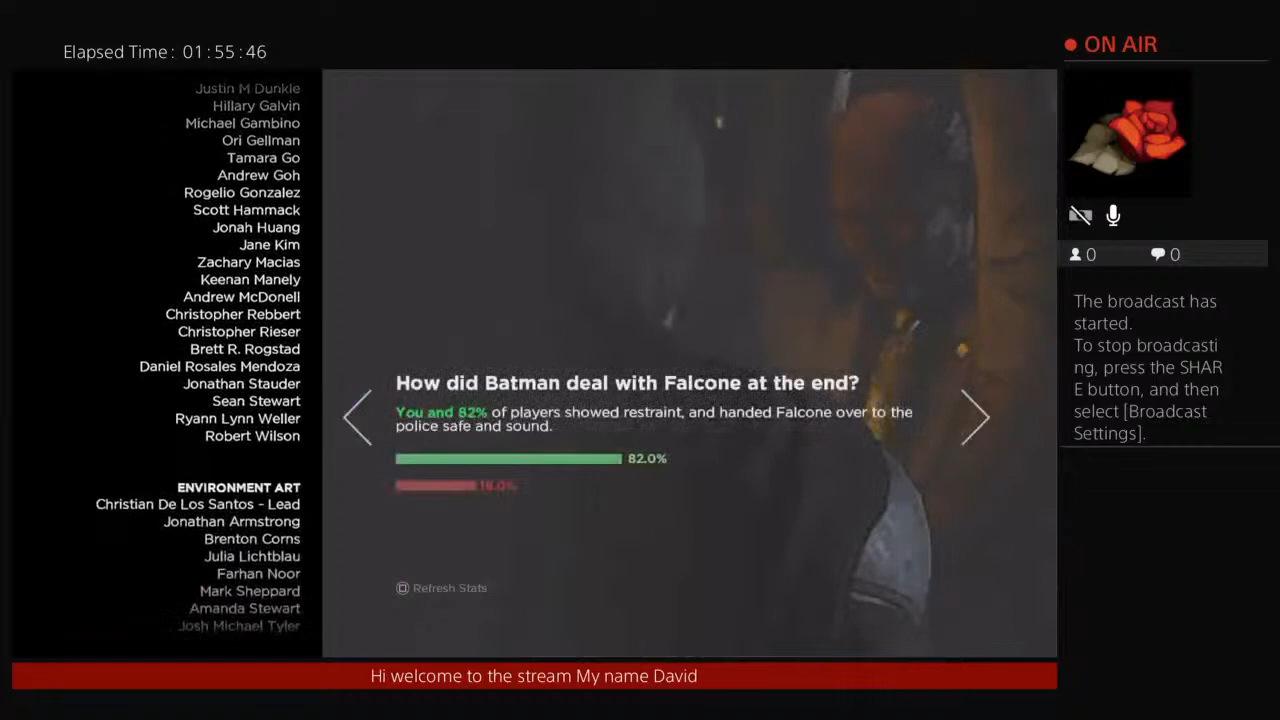 Elapsed Time: 01:55:46
ON AIR
Justin M Dunkle
Hillary Galvin
Michael Gambino
Ori Gellman
Tamara Go
Andrew Goh
Rogelio Gonzalez
Scott Hammack
Jonah Huang
Jane Kim
Zachary Macias
Keenan Manely
Andrew McDonell
Christopher Rebbert
Christopher Rieser
Brett R. Rogstad
Daniel Rosales Mendoza
Jonathan Stauder
Sean Stewart
Ryann Lynn Weller
Robert Wilson
ENVIRONMENT ART
Christian De Los Santos - Lead
Jonathan Armstrong
Brenton Corns
Julia Lichtblau
Farhan Noor
Mark Sheppard
Amanda Stewart
Josh Michael Tyler
How did Batman deal with Falcone at the end?
You and 82% of players showed restraint, and handed Falcone over to the
police safe and sound.
82.0%
18.0%
Refresh Stats
0
0
The broadcast has
started.
To stop broadcasti
ng, press the SHAR
E button, and then
select [Broadcast
Settings].
Hi welcome to the stream My name David